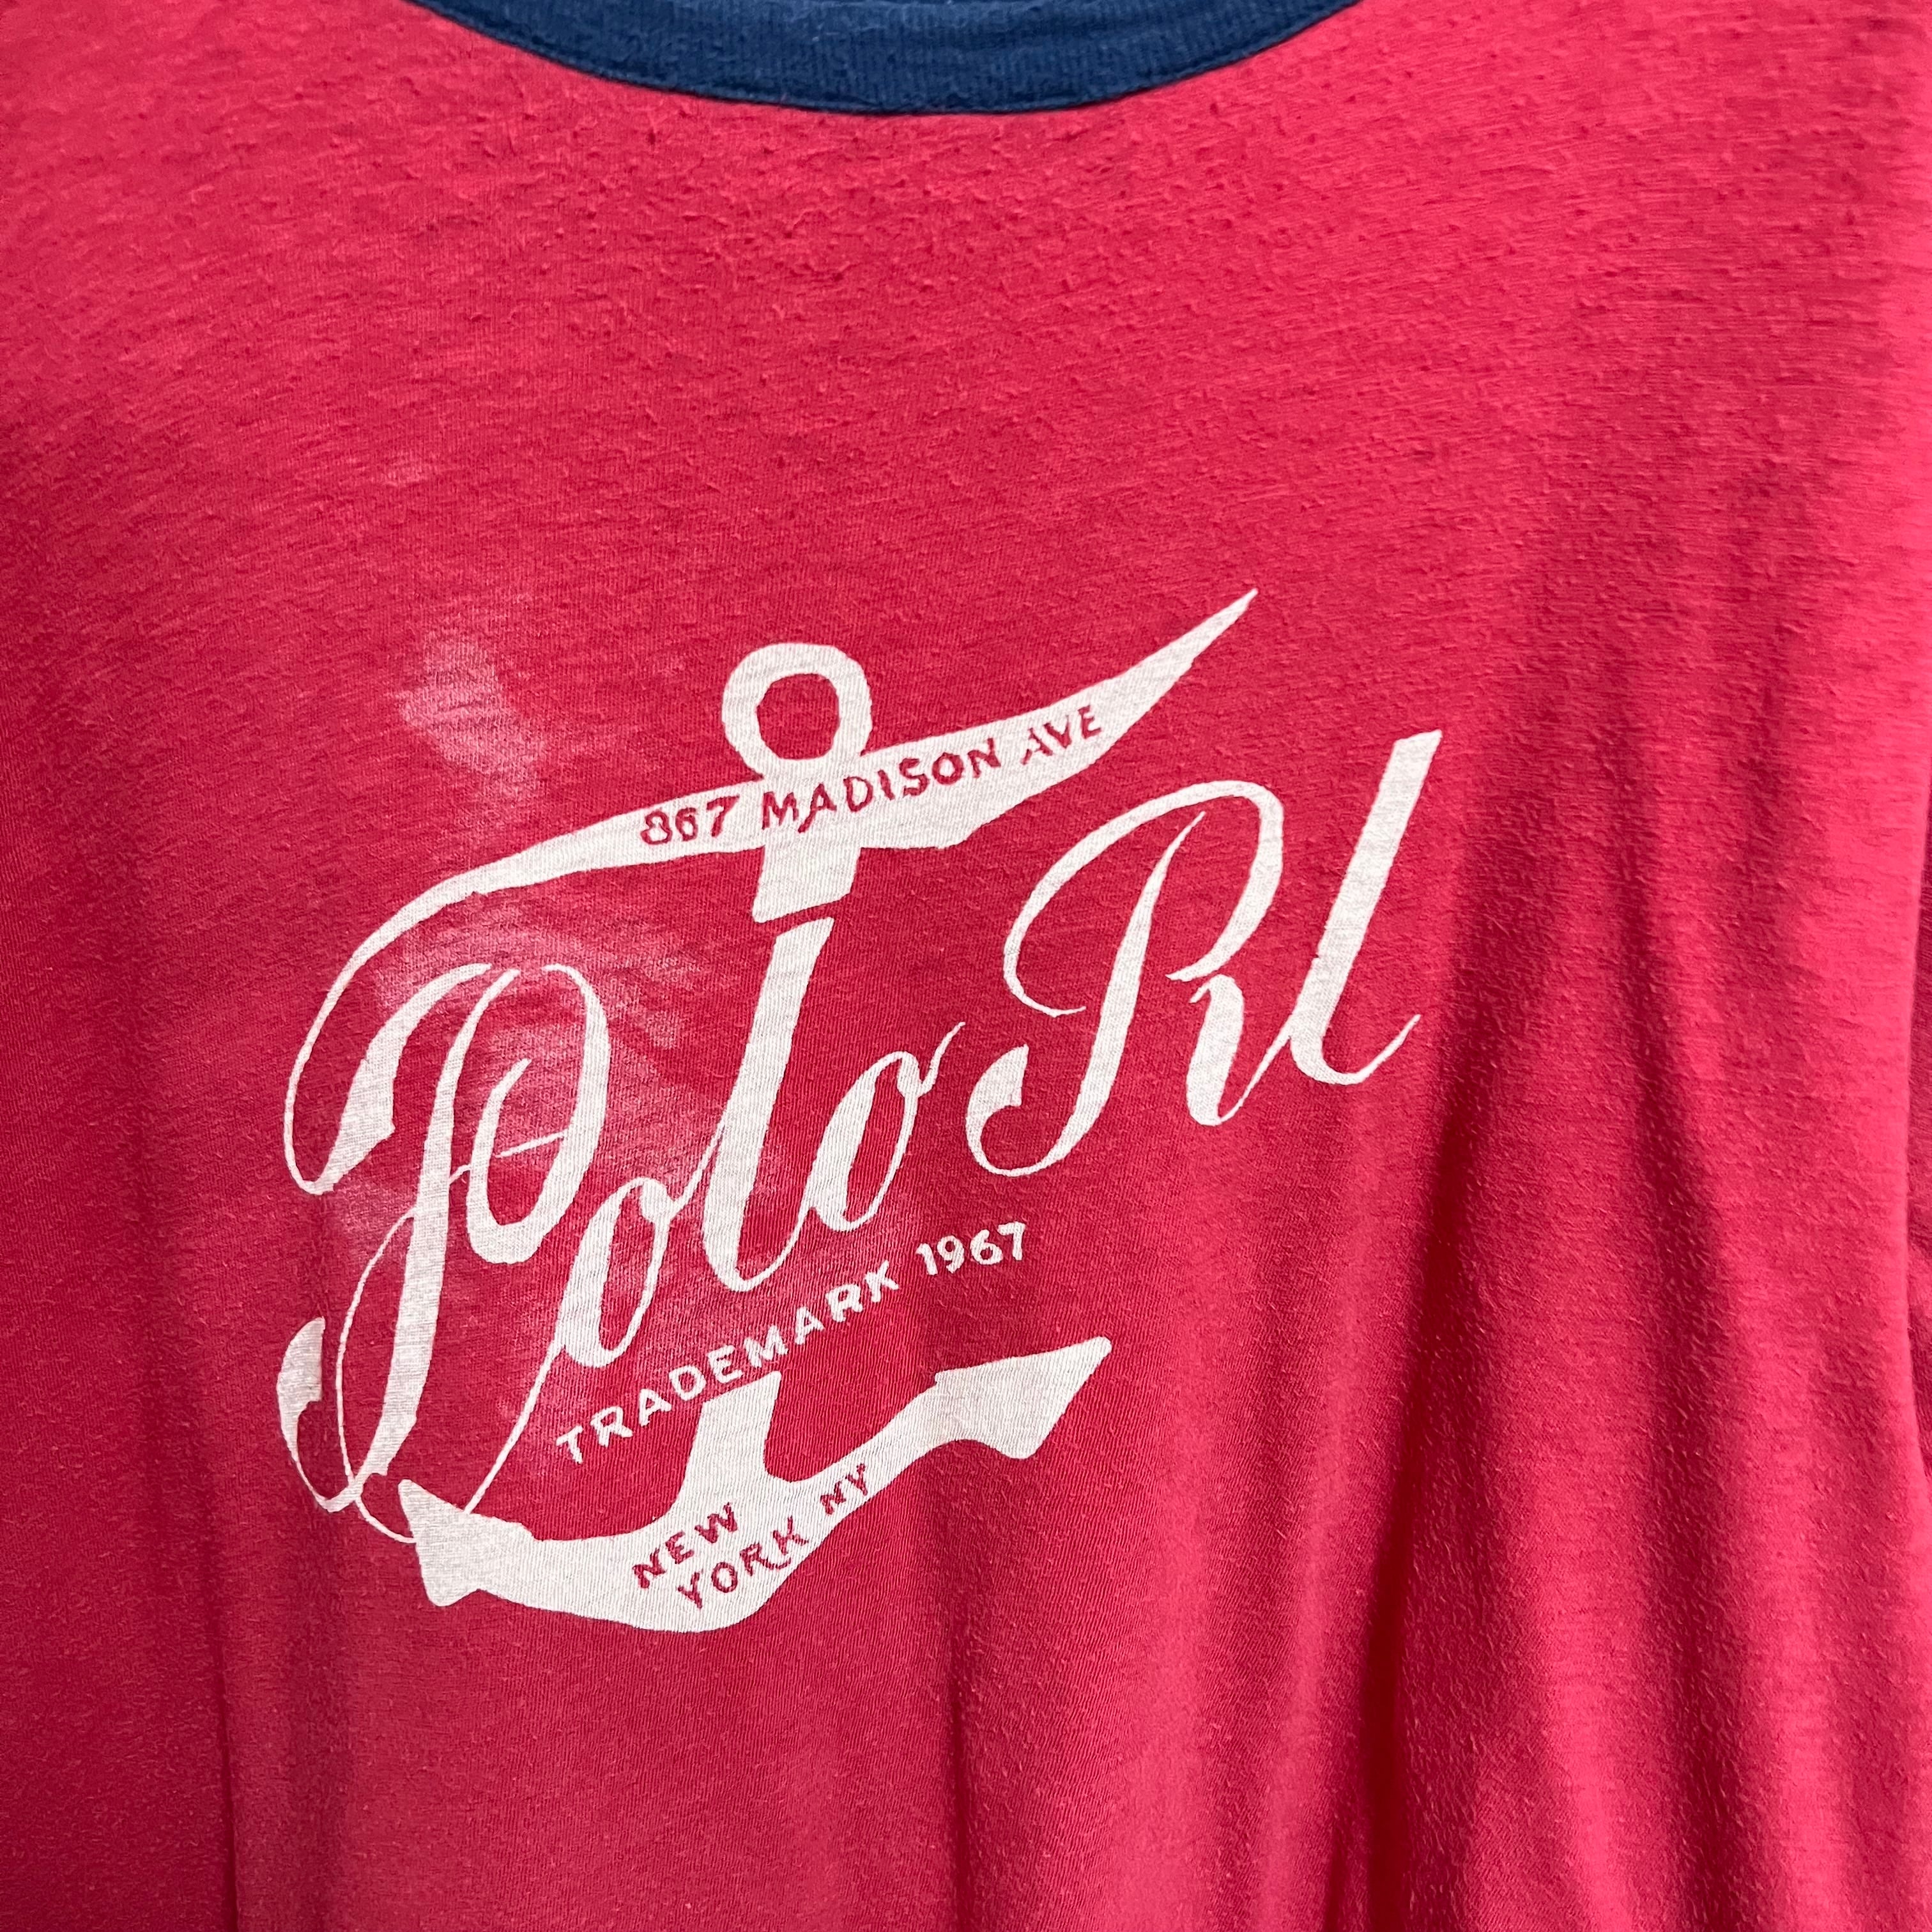 867 MADISON AVE
Polo Rl
TRADEMARK 1967
NEW
YORK NY